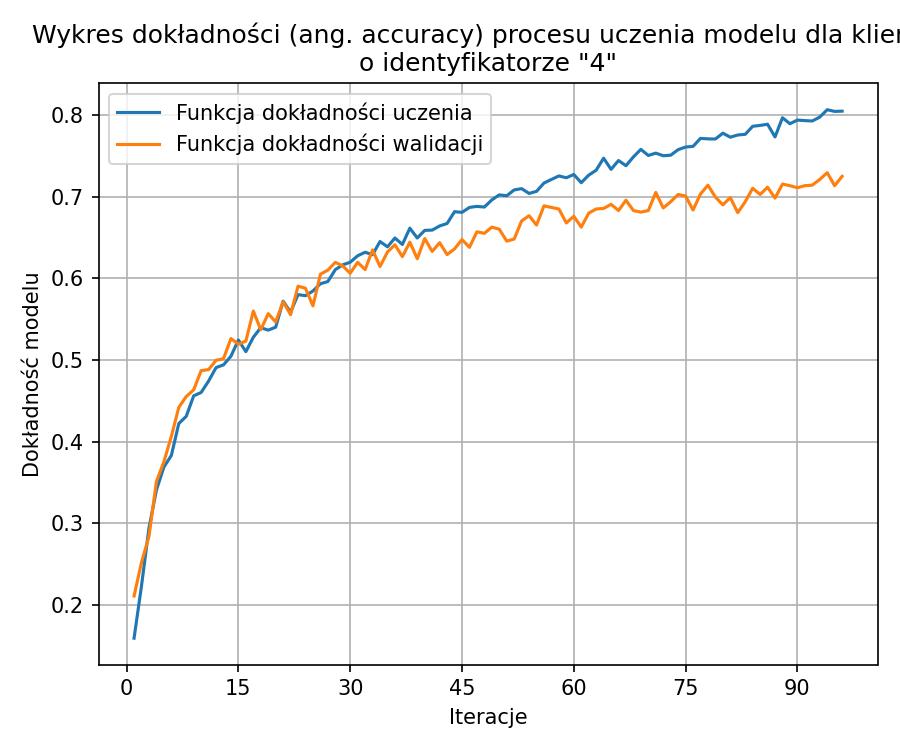 Wykres dokładności (ang. accuracy) procesu uczenia modelu dla
o identyfikatorze "4"
Funkcja dokładności uczenia
Funkcja dokładności walidacji
Dokładność modelu
0.8
0.7
0.6
0.5
0.4
0.3
0.2
0 15 30 45 60 75 90
Iteracje